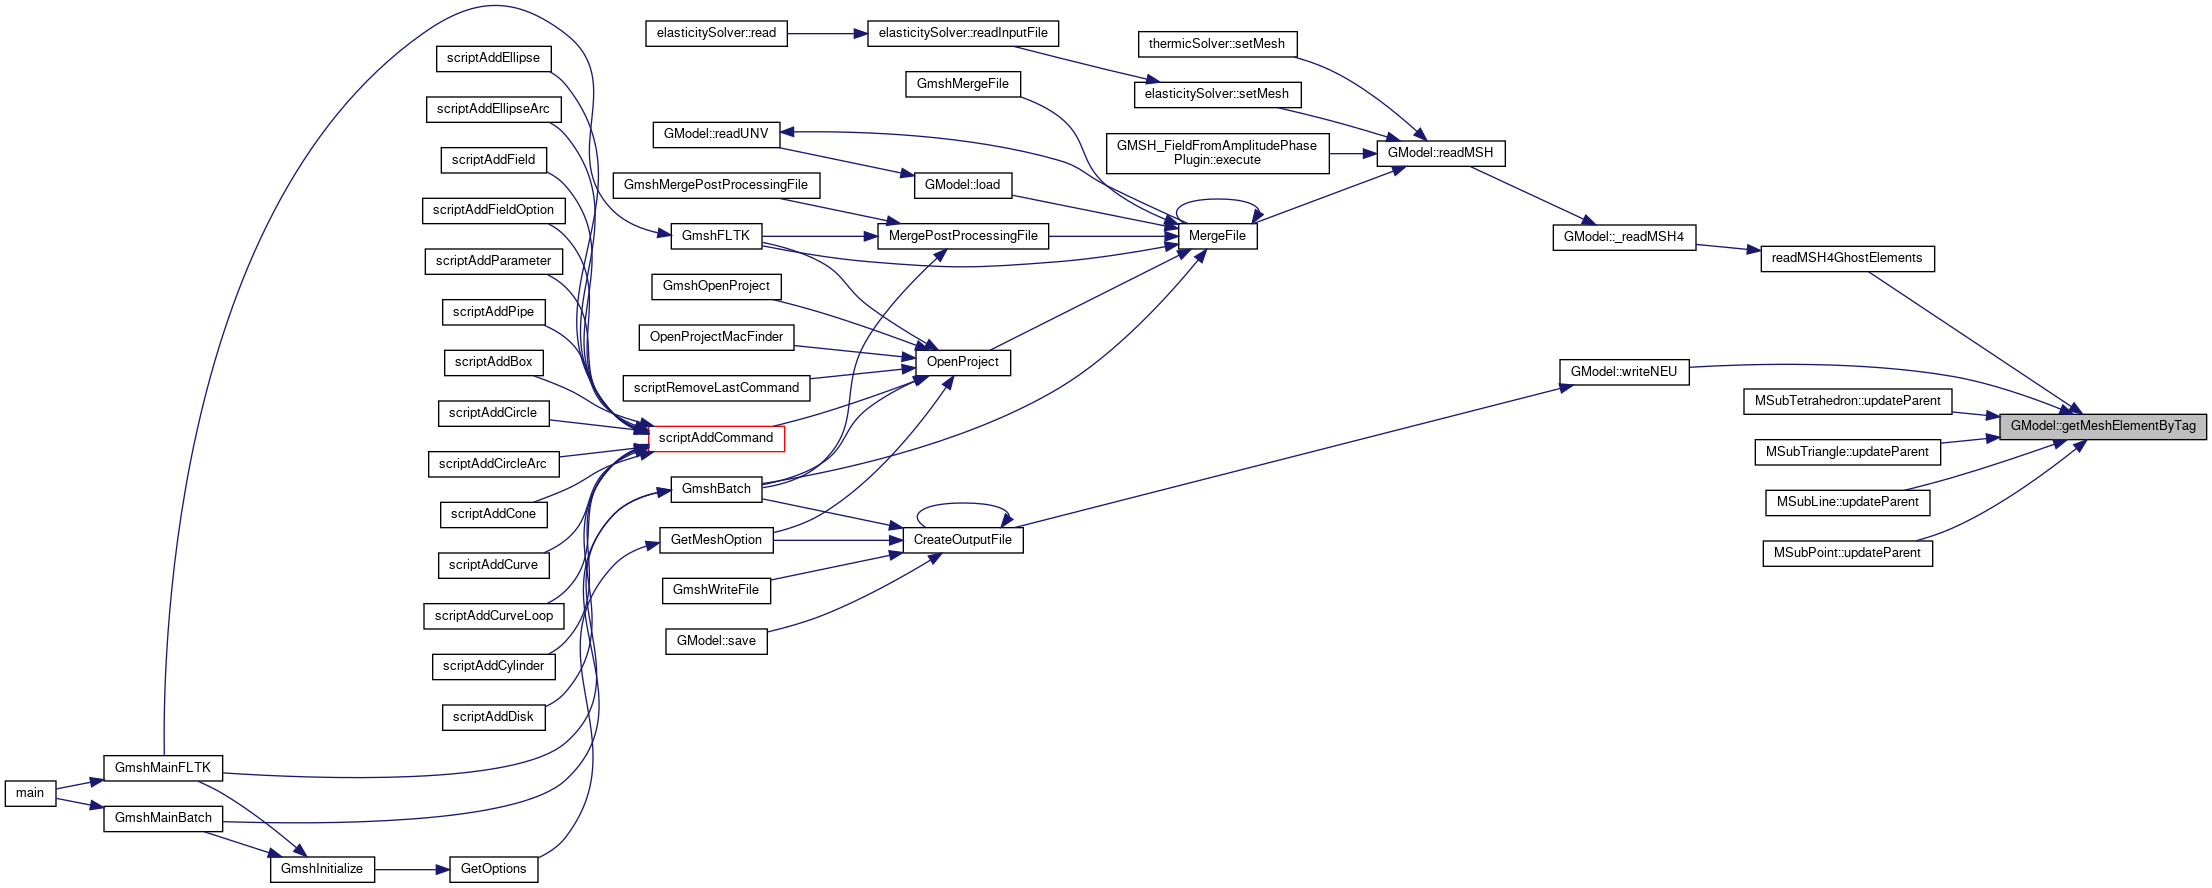 elasticitySolver::read
elasticitySolver::readInputFile
thermicSolver::setMesh
scriptAddEllipse
GmshMergeFile
elasticitySolver::setMesh
scriptAddEllipseArc
GModel::readUNV
GMSH_FieldFromAmplitudePhase
Plugin::execute
GModel::readMSH
scriptAddField
GmshMergePostProcessingFile
GModel::load
scriptAddFieldOption
GmshFLTK
MergePostProcessingFile
MergeFile
GModel::_readMSH4
readMSH4GhostElements
scriptAddParameter
GmshOpenProject
scriptAddPipe
OpenProjectMacFinder
scriptAddBox
OpenProject
GModel::writeNEU
scriptRemoveLastCommand
MSubTetrahedron::updateParent
scriptAddCircle
GModel::getMeshElementByTag
scriptAddCommand
MSubTriangle::updateParent
scriptAddCircleArc
GmshBatch
MSubLine::updateParent
scriptAddCone
GetMeshOption
CreateOutputFile
MSubPoint::updateParent
scriptAddCurve
GmshWriteFile
scriptAddCurveLoop
GModel::save
scriptAddCylinder
scriptAddDisk
GmshMainFLTK
main
GmshMainBatch
GmshInitialize
GetOptions